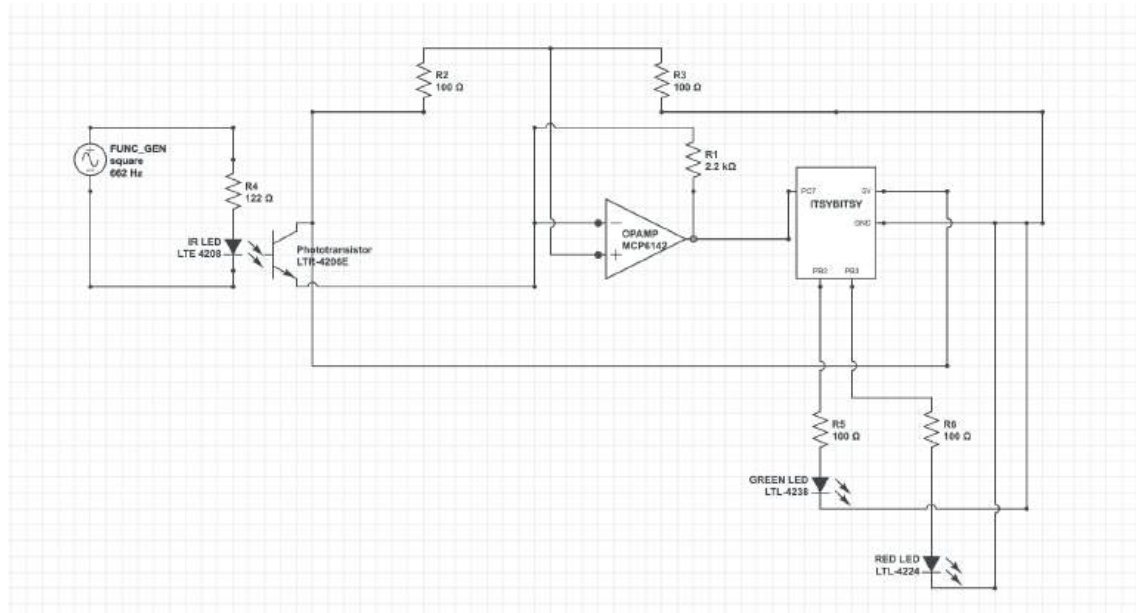 R2
100 Ω
R3
100 Ω
FUNC_GEN
square
662 Hz
R1
2.2 kΩ
R4
122 Ω
PC7
5V
ITSYBITSY
GND
IR LED
LTE 4208
Phototransistor
LTR-4206E
OPAMP
MCP6142
PB2
PB3
R5
100 Ω
R6
100 Ω
GREEN LED
LTL-4238
RED LED
LTL-4224